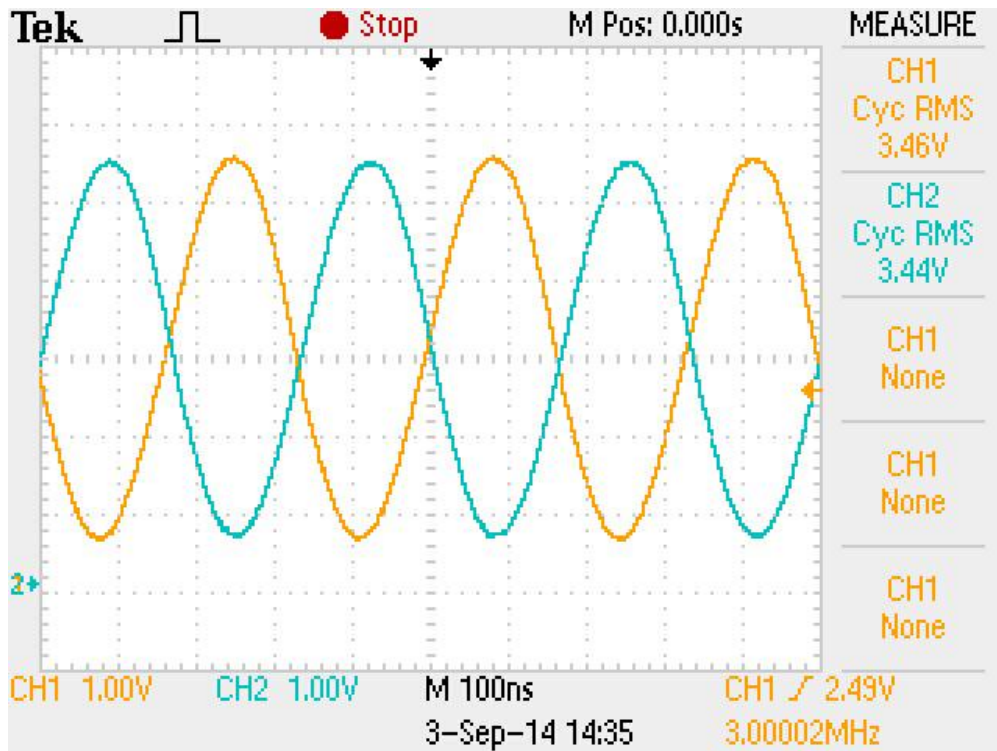 Tek Stop M Pos: 0.000s MEASURE
CH1
Cyc RMS
3.46V
CH2
Cyc RMS
3.44V
CH1
None
CH1
None
CH1
None
2
CH1 1.00V CH2 1.00V M 100ns CH1 2.49V
3-Sep-14 14:35 3.00002MHz